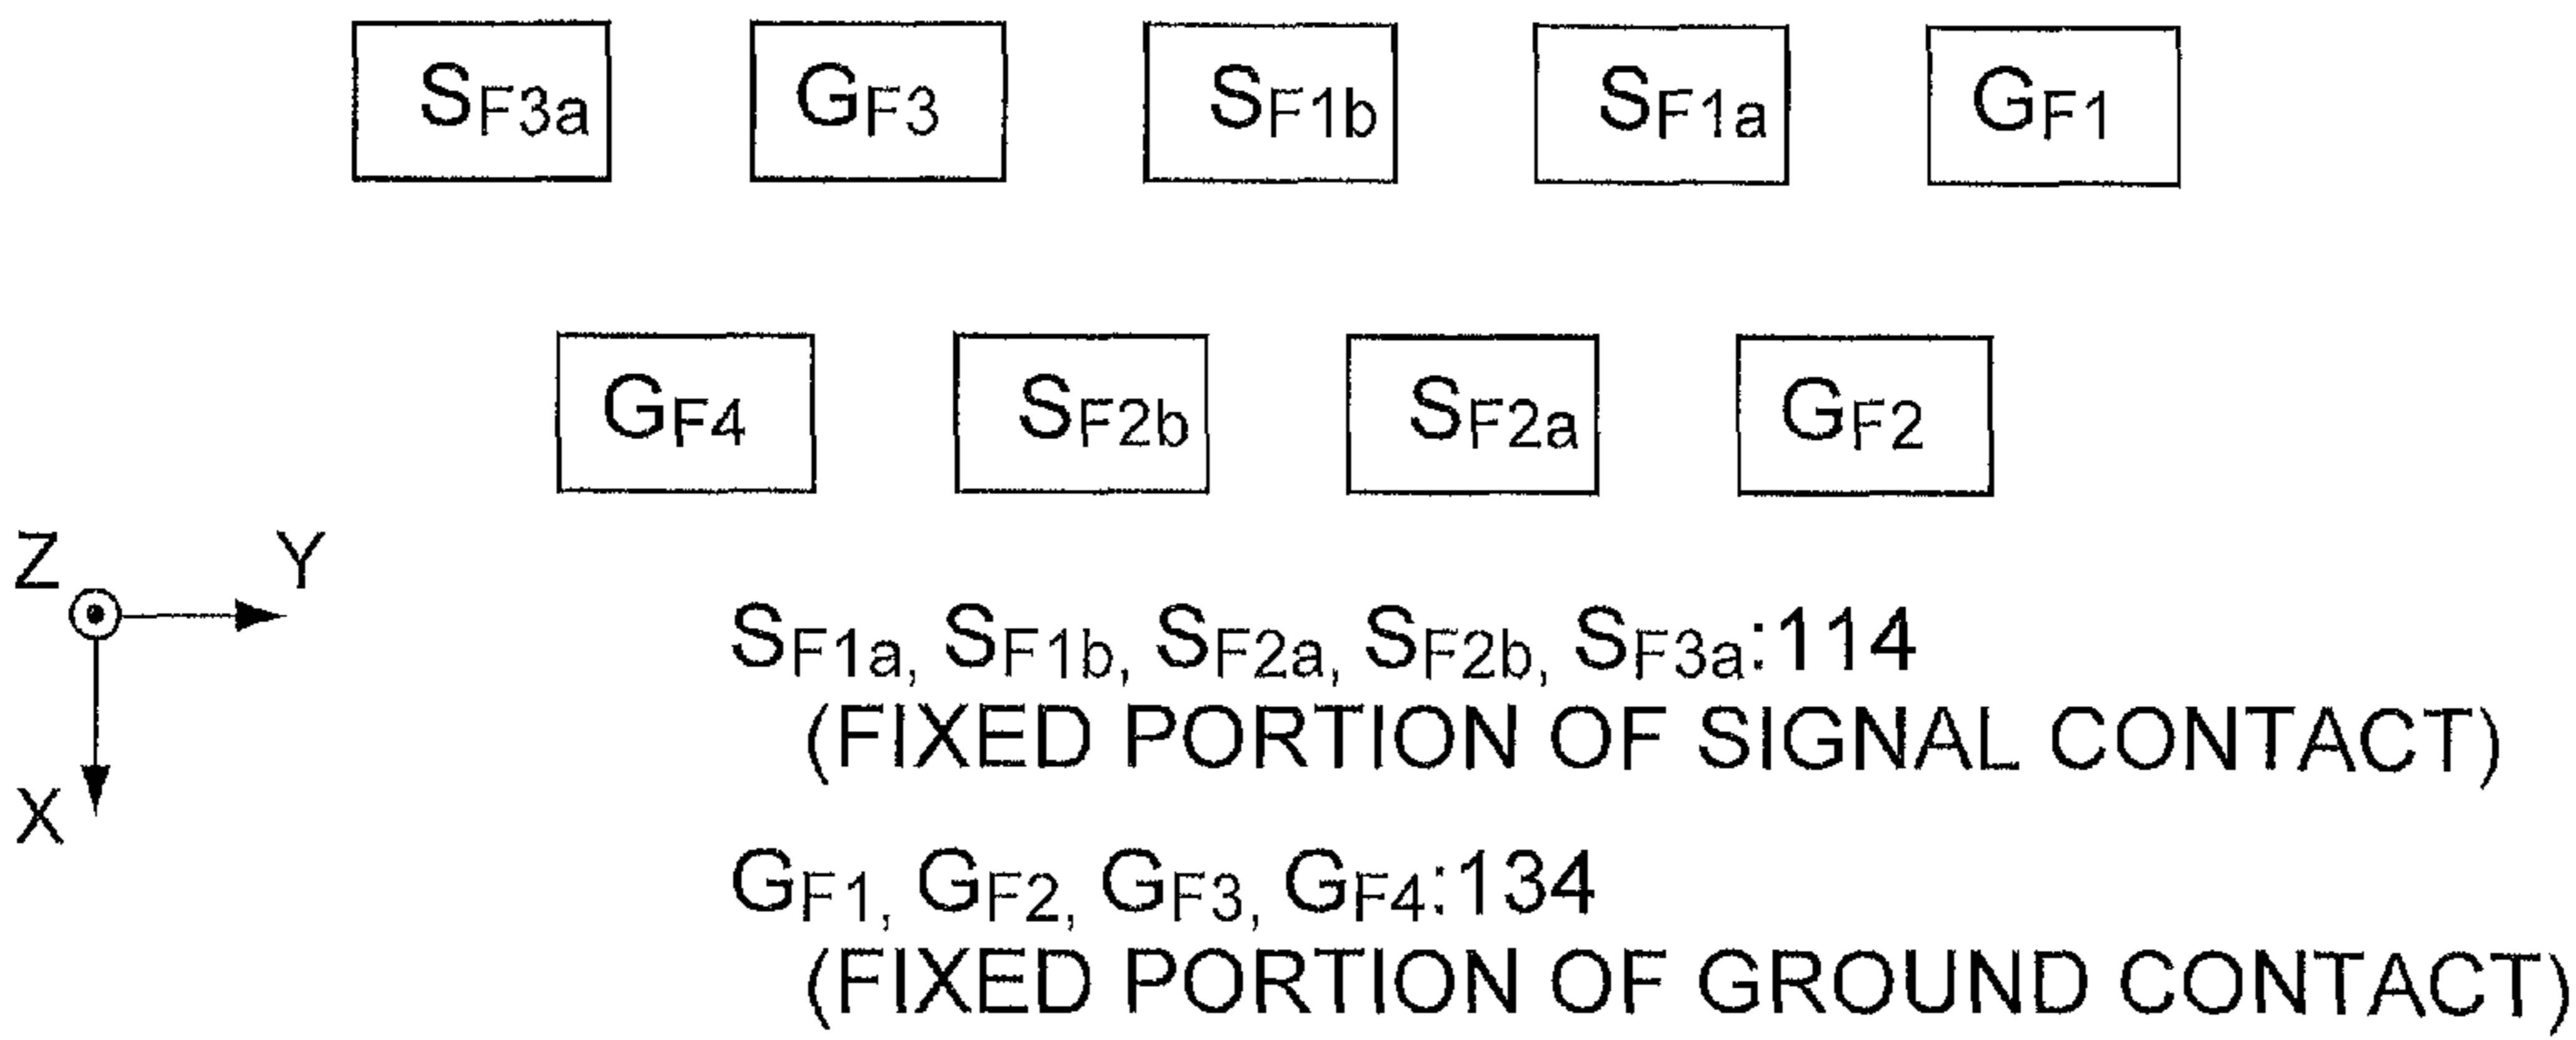 SF3a GF3 SF1b SF1a GF1
GF4 SF2b SF2a GF2
Z Y
X
SF1a, SF1b, SF2a, SF2b, SF3a:114
(FIXED PORTION OF SIGNAL CONTACT)
GF1, GF2, GF3, GF4:134
(FIXED PORTION OF GROUND CONTACT)